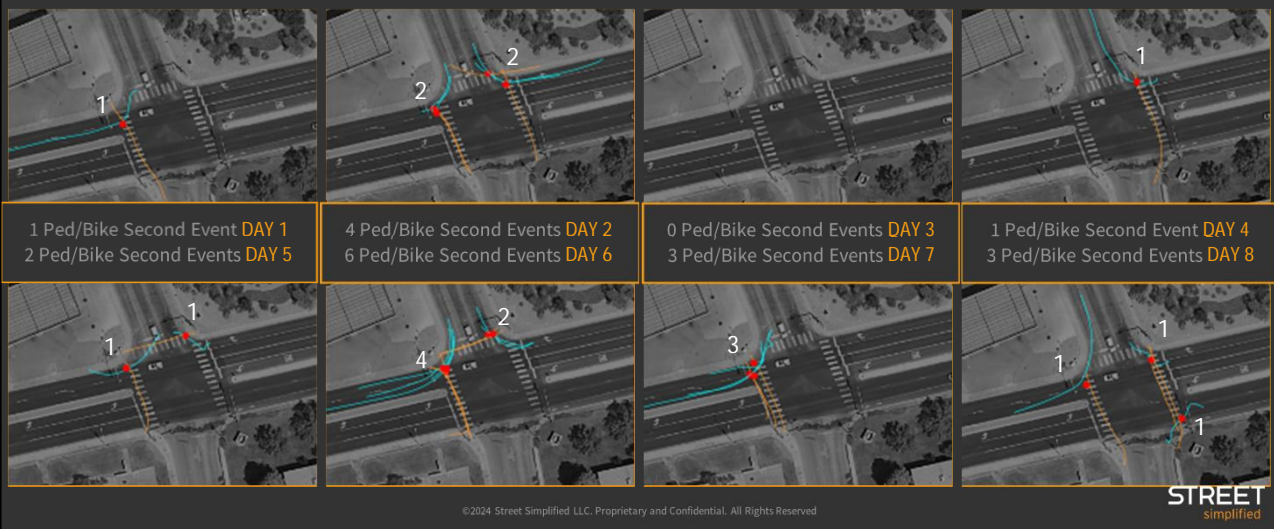 1
2
2
1
1 Ped/Bike Second Event DAY 1
2 Ped/Bike Second Events DAY 5
4 Ped/Bike Second Events DAY 2
6 Ped/Bike Second Events DAY 6
0 Ped/Bike Second Events DAY 3
3 Ped/Bike Second Events DAY 7
1 Ped/Bike Second Event DAY 4
3 Ped/Bike Second Events DAY 8
1
1
2
4
3
1
1
1
©2024 Street Simplified LLC. Proprietary and Confidential. All Rights Reserved
STREET
simplified